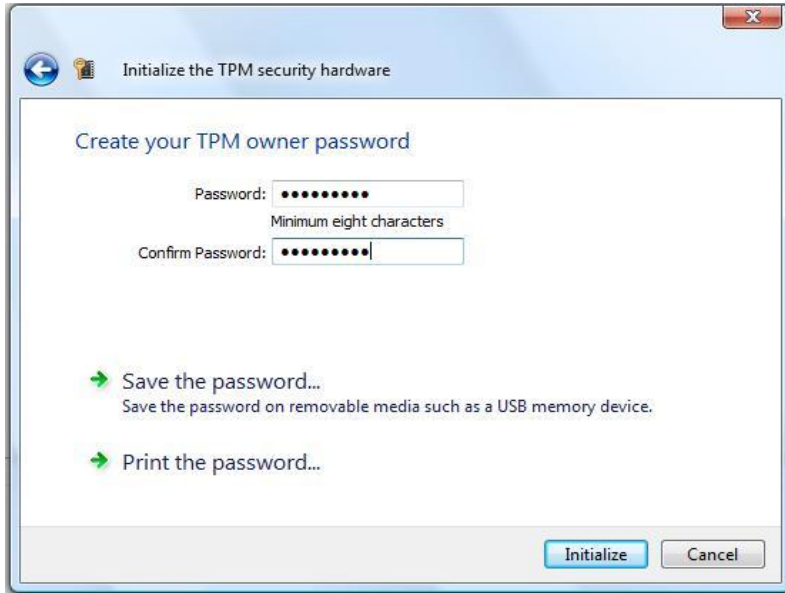 Initialize the TPM security hardware
Create your TPM owner password
Password: •••••••••
Minimum eight characters
Confirm Password: •••••••••
Save the password...
Save the password on removable media such as a USB memory device.
Print the password...
Initialize Cancel